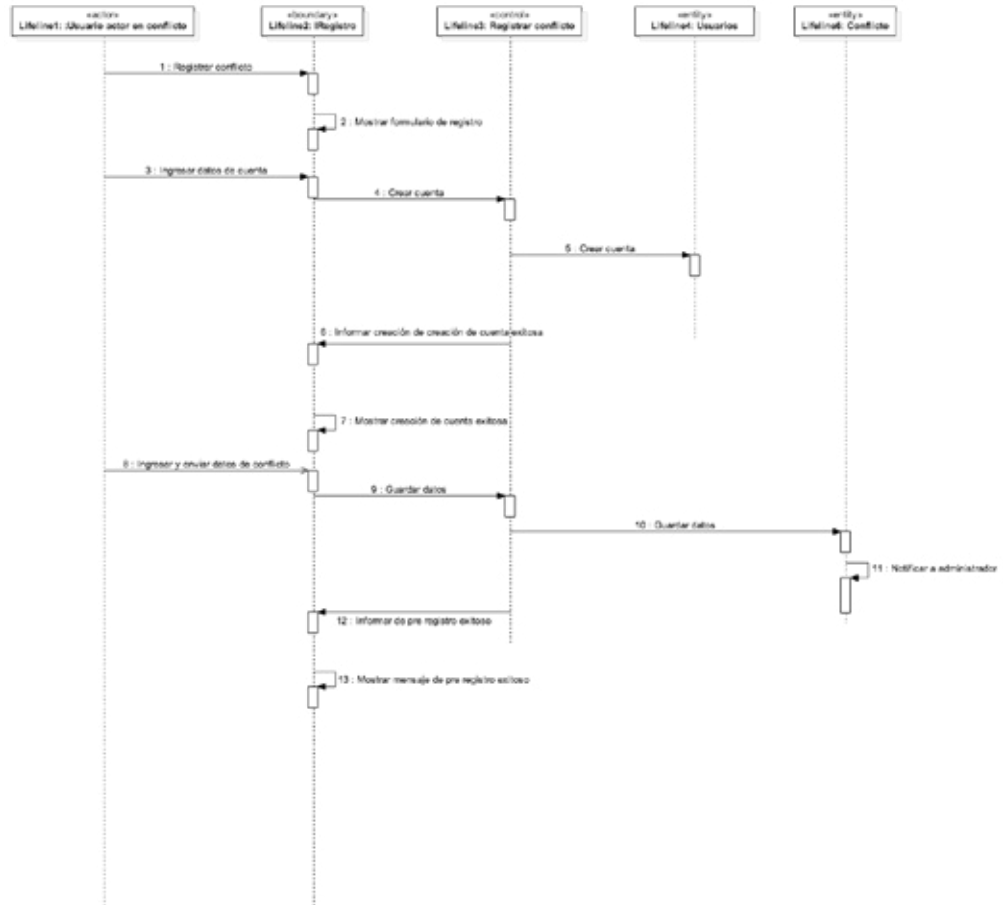 «actor»
Lifeline1: :Usuario actor en conflicto
«boundary»
Lifeline2: IRegistro
«control»
Lifeline3: Registrar conflicto
«entity»
Lifeline4: Usuarios
«entity»
Conflicto
1 : Registrar conflicto
2 : Mostrar formulario de registro
3 : Ingresar datos de cuenta
4 : Crear cuenta
5 : Crear cuenta
6 : Informar creación de creación de cuenta exitosa
7 : Mostrar creación de cuenta exitosa
8 : Ingresar y enviar datos de conflicto
9 : Guardar datos
10 : Guardar datos
11 : Notificar a administrador
12 : Informar de pre registro exitoso
13 : Mostrar mensaje de pre registro exitoso